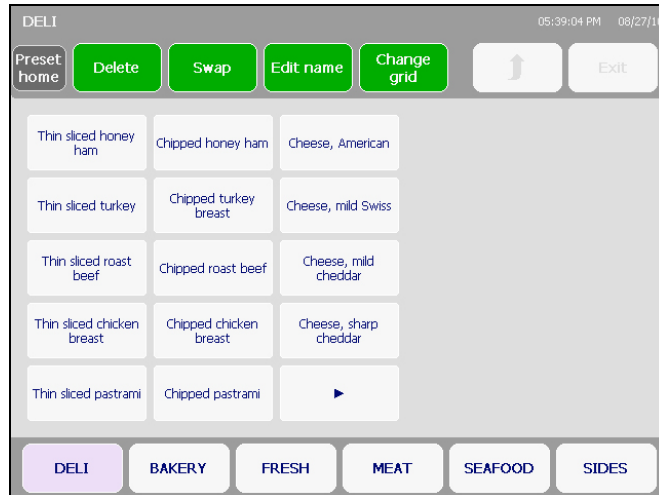 DELI 05:39:04 PM 08/27/1
Preset home
Delete
Swap
Edit name
Change grid
Exit
Thin sliced honey ham
Chipped honey ham
Cheese, American
Thin sliced turkey
Chipped turkey breast
Cheese, mild Swiss
Thin sliced roast beef
Chipped roast beef
Cheese, mild cheddar
Thin sliced chicken breast
Chipped chicken breast
Cheese, sharp cheddar
Thin sliced pastrami
Chipped pastrami
DELI
BAKERY
FRESH
MEAT
SEAFOOD
SIDES